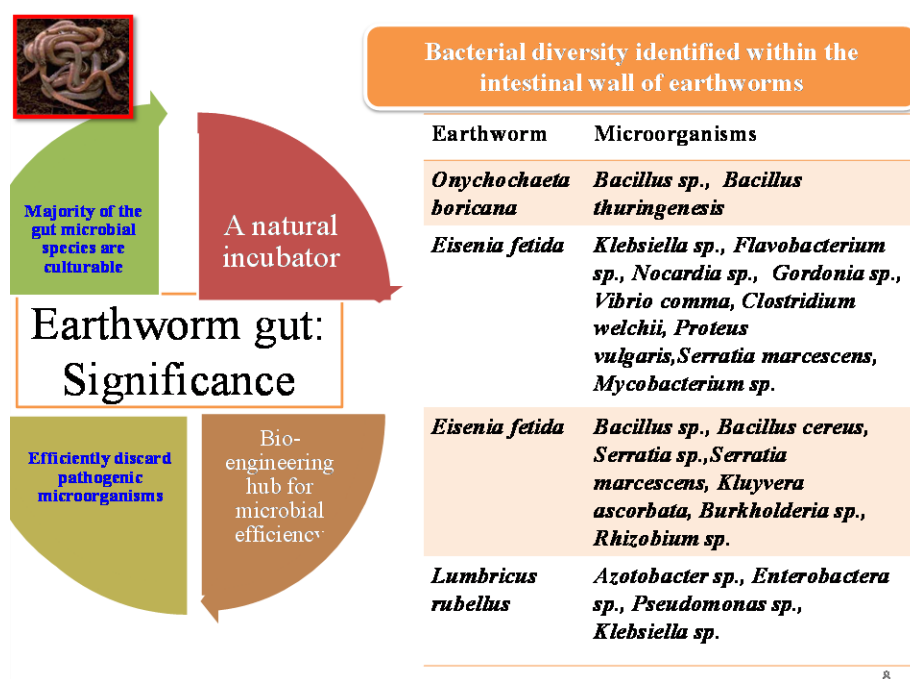 Bacterial diversity identified within the
intestinal wall of earthworms
Majority of the
gut microbial
species are
culturable
A natural
incubator
Earthworm gut:
Significance
Efficiently discard
pathogenic
microorganisms
Bio-
engineering
hub for
microbial
efficiency
Earthworm Microorganisms
Onychochaeta Bacillus sp., Bacillus
boricana thuringenesis
Eisenia fetida Klebsiella sp., Flavobacterium
sp., Nocardia sp., Gordonia sp.,
Vibrio comma, Clostridium
welchii, Proteus
vulgaris,Serratia marcescens,
Mycobacterium sp.
Eisenia fetida Bacillus sp., Bacillus cereus,
Serratia sp.,Serratia
marcescens, Kluyvera
ascorbata, Burkholderia sp.,
Rhizobium sp.
Lumbricus Azotobacter sp., Enterobactera
rubellus sp., Pseudomonas sp.,
Klebsiella sp.
8